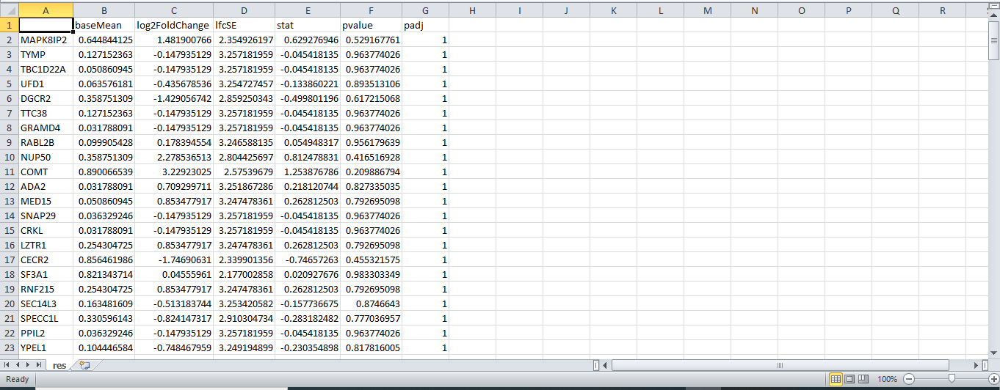 A B C D E F G H I J K L M N O P Q R
1 baseMean log2FoldChange lfcSE stat pvalue padj
2 MAPK8IP2 0.644844125 1.481900766 2.354926197 0.629276946 0.529167761 1
3 TYMP 0.127152363 -0.147935129 3.257181959 -0.045418135 0.963774026 1
4 TBC1D22A 0.050860945 -0.147935129 3.257181959 -0.045418135 0.963774026 1
5 UFD1 0.063576181 -0.435678536 3.254727457 -0.133860221 0.893513106 1
6 DGCR2 0.358751309 -1.429056742 2.859250343 -0.499801196 0.617215068 1
7 TTC38 0.127152363 -0.147935129 3.257181959 -0.045418135 0.963774026 1
8 GRAMD4 0.031788091 -0.147935129 3.257181959 -0.045418135 0.963774026 1
9 RABL2B 0.099905428 0.178394554 3.246588135 0.054948317 0.956179639 1
10 NUP50 0.358751309 2.278536513 2.804425697 0.812478831 0.416516928 1
11 COMT 0.890066539 3.22923025 2.57539679 1.253876786 0.209886794 1
12 ADA2 0.031788091 0.709299711 3.251867286 0.218120744 0.827335035 1
13 MED15 0.050860945 0.853477917 3.247478361 0.262812503 0.792695098 1
14 SNAP29 0.036329246 -0.147935129 3.257181959 -0.045418135 0.963774026 1
15 CRKL 0.031788091 -0.147935129 3.257181959 -0.045418135 0.963774026 1
16 LZTR1 0.254304725 0.853477917 3.247478361 0.262812503 0.792695098 1
17 CECR2 0.856461986 -1.74690631 2.339901356 -0.74657263 0.455321575 1
18 SF3A1 0.821343714 0.04555961 2.177002858 0.020927676 0.983303349 1
19 RNF215 0.254304725 0.853477917 3.247478361 0.262812503 0.792695098 1
20 SEC14L3 0.163481609 -0.513183744 3.253420582 -0.157736675 0.8746643 1
21 SPECC1L 0.330596143 -0.824147317 2.910304734 -0.283182482 0.777036957 1
22 PPIL2 0.036329246 -0.147935129 3.257181959 -0.045418135 0.963774026 1
23 YPEL1 0.104446584 -0.748467959 3.249194899 -0.230354898 0.817816005 1
res
Ready 100%